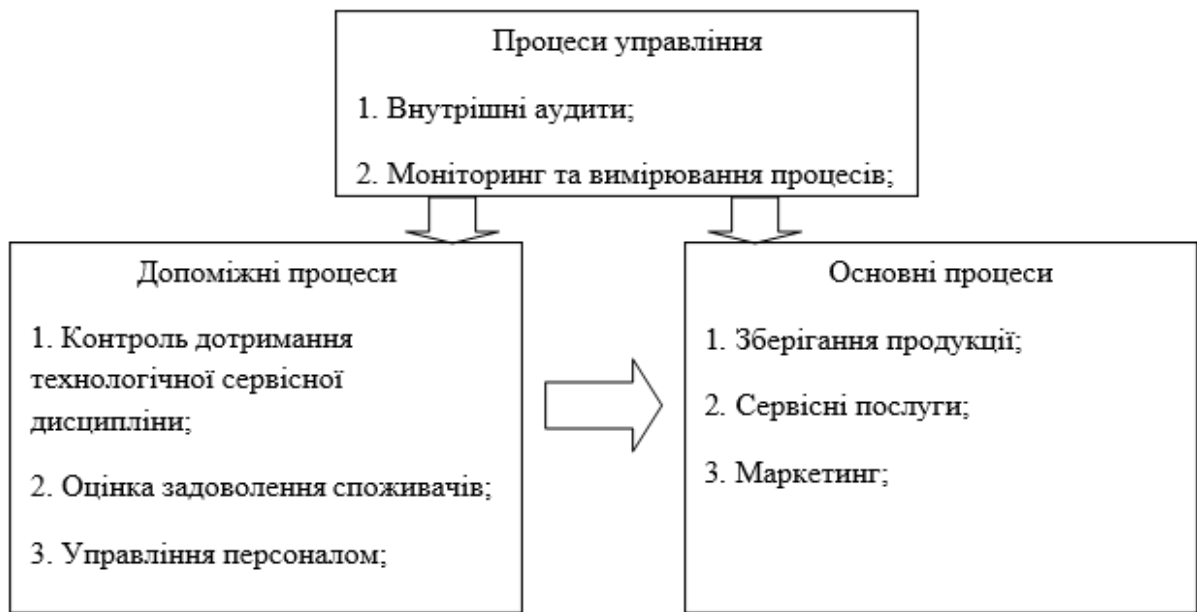 Процеси управління
1. Внутрішні аудити;
2. Моніторинг та вимірювання процесів;
Допоміжні процеси
1. Контроль дотримання
технологічної сервісної
дисципліни;
2. Оцінка задоволення споживачів;
3. Управління персоналом;
Основні процеси
1. Зберігання продукції;
2. Сервісні послуги;
3. Маркетинг;